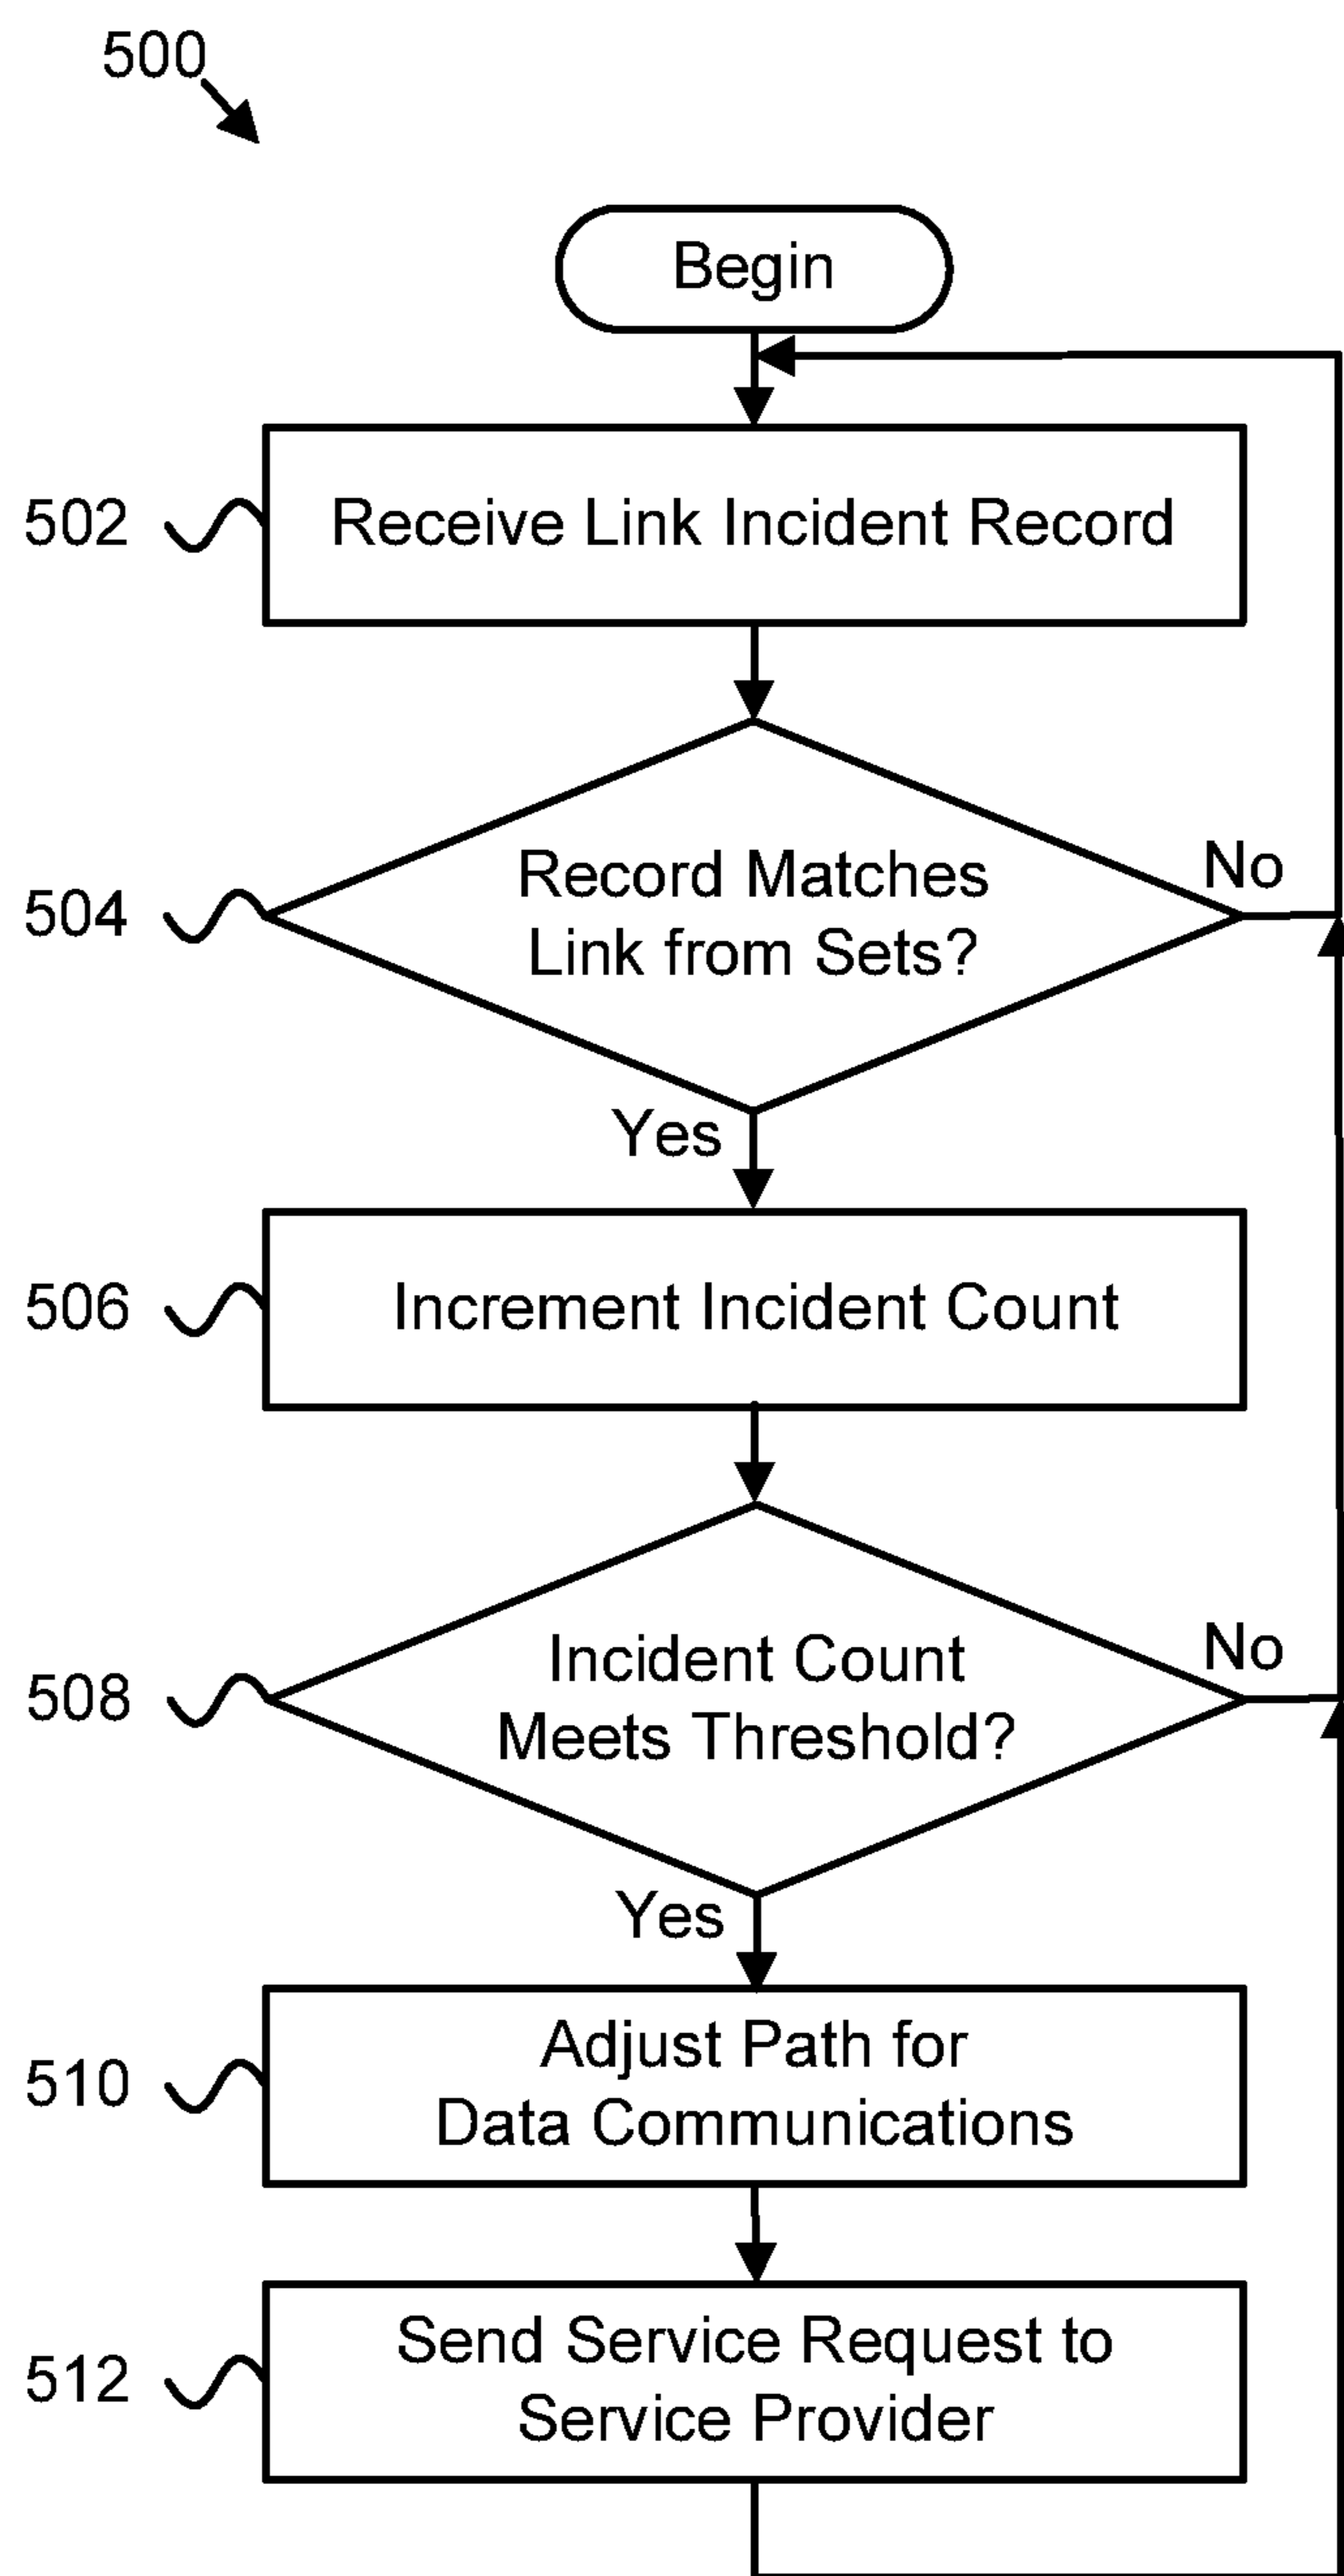 500
Begin
502
Receive Link Incident Record
504
Record Matches
Link from Sets?
No
Yes
506
Increment Incident Count
508
Incident Count
Meets Threshold?
No
Yes
510
Adjust Path for
Data Communications
512
Send Service Request to
Service Provider